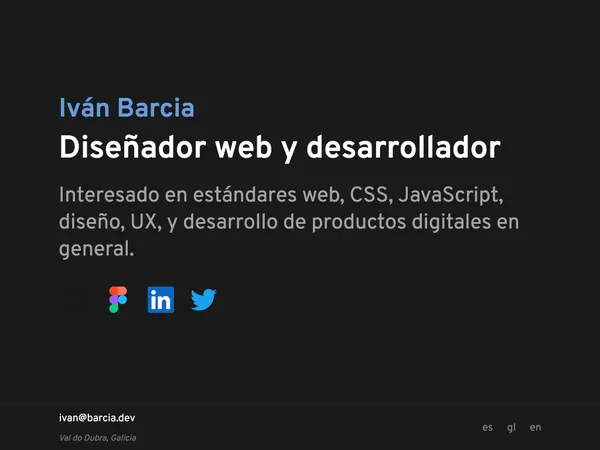 Iván Barcia
Diseñador web y desarrollador
Interesado en estándares web, CSS, JavaScript,
diseño, UX, y desarrollo de productos digitales en
general.
in
ivan@barcia.dev
Val do Dubra, Galicia
es gl en